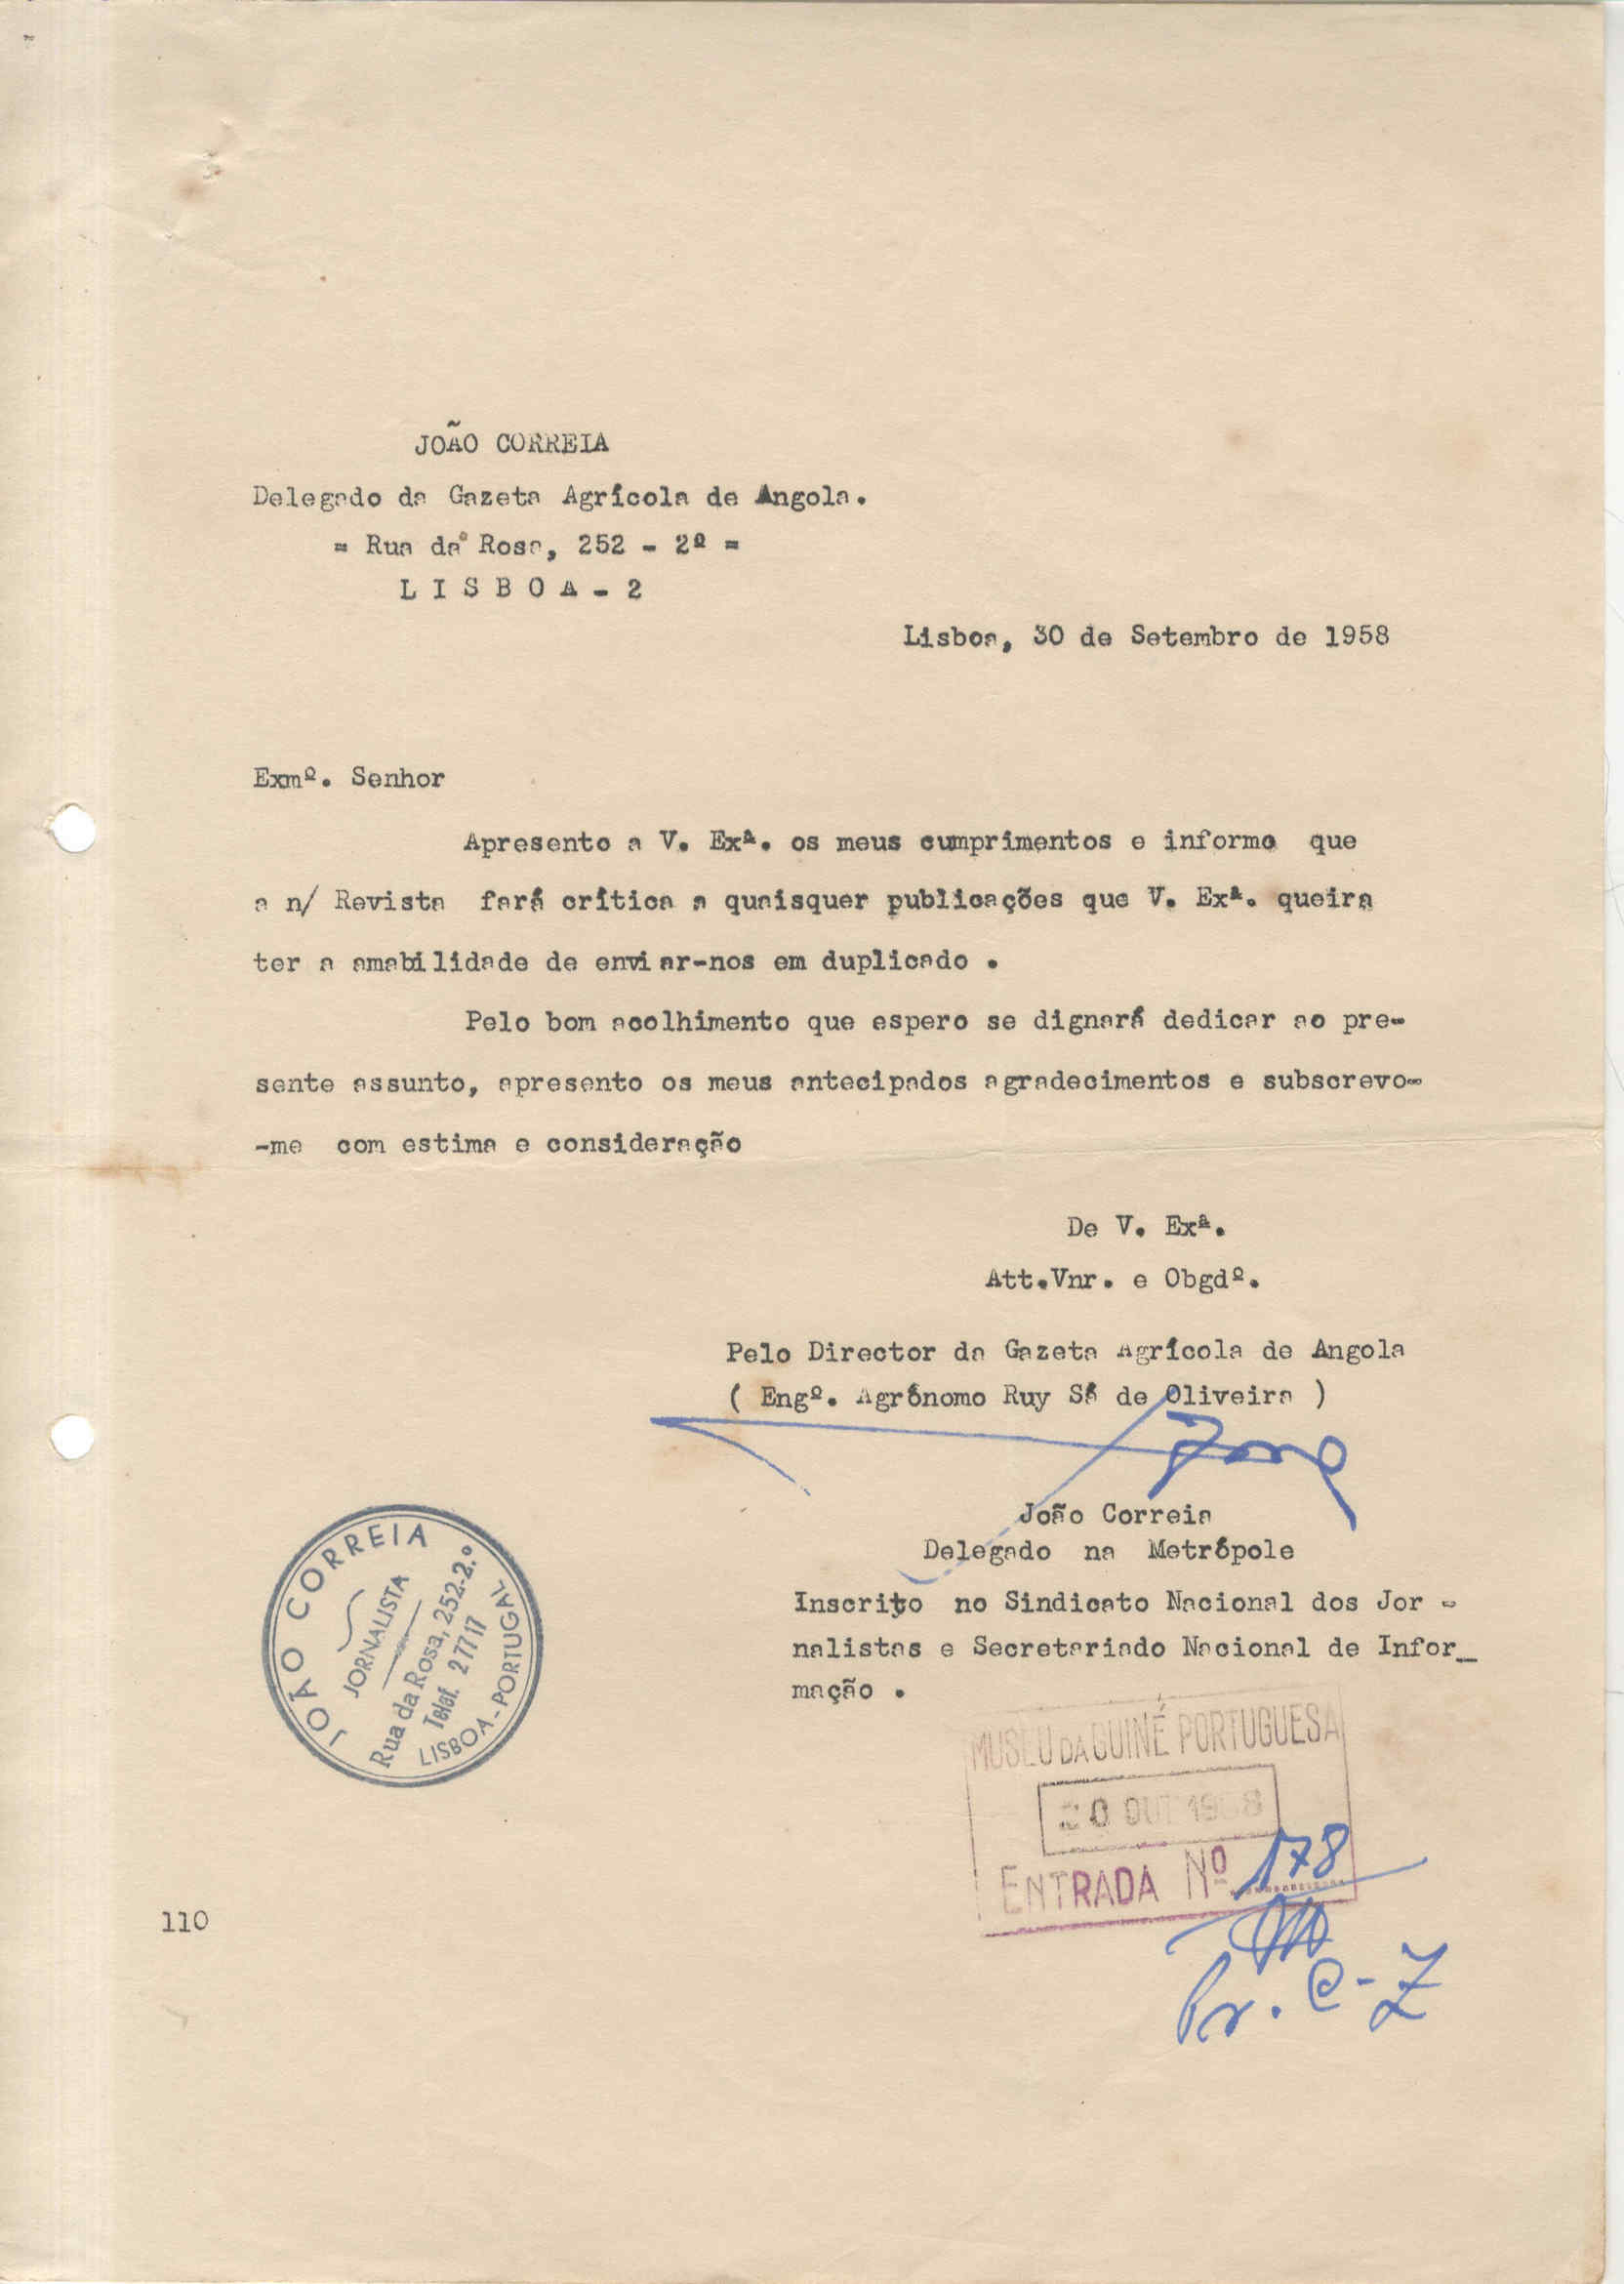 JOÃO CORREIA
Delegado da Gazeta Agrícola de Angola.
= Rua da Rosa, 252 - 2º =
L I S B O A - 2
Lisboa, 30 de Setembro de 1958
Exmº. Senhor
Apresento a V. Exª. os meus cumprimentos e informo que
a n/ Revista fará crítica a quaisquer publicações que V. Exª. queira
ter a amabilidade de enviar-nos em duplicado .
Pelo bom acolhimento que espero se dignará dedicar ao pre-
sente assunto, apresento os meus antecipados agradecimentos e subscrevo-
-me com estima e consideração
De V. Exª.
Att.Vnr. e Obgdº.
Pelo Director da Gazeta Agrícola de Angola
( Engº. Agrónomo Ruy Sá de Oliveira )
João Correia
Delegado na Metrópole
Inscrito no Sindicato Nacional dos Jor -
nalistas e Secretariado Nacional de Infor_
mação .
JOÃO CORREIA
JORNALISTA
Rua da Rosa, 252-2.º
Telef. 27717
LISBOA-PORTUGAL
MUSEU DA GUINÉ PORTUGUESA
20 OUT 1958
ENTRADA Nº 178
Pr. C-Z
110